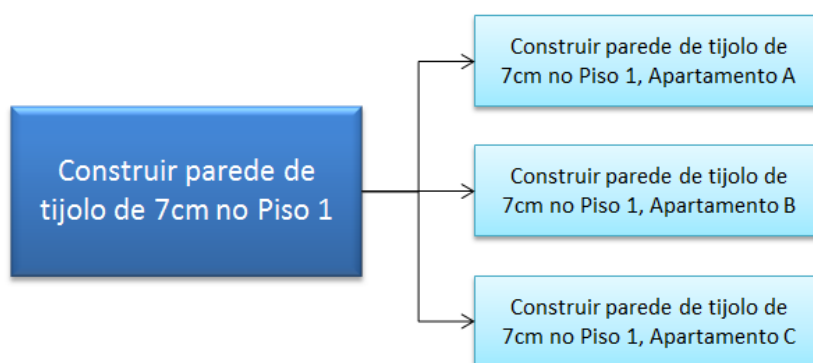 Construir parede de
tijolo de 7cm no Piso 1
Construir parede de tijolo de
7cm no Piso 1, Apartamento A
Construir parede de tijolo de
7cm no Piso 1, Apartamento B
Construir parede de tijolo de
7cm no Piso 1, Apartamento C